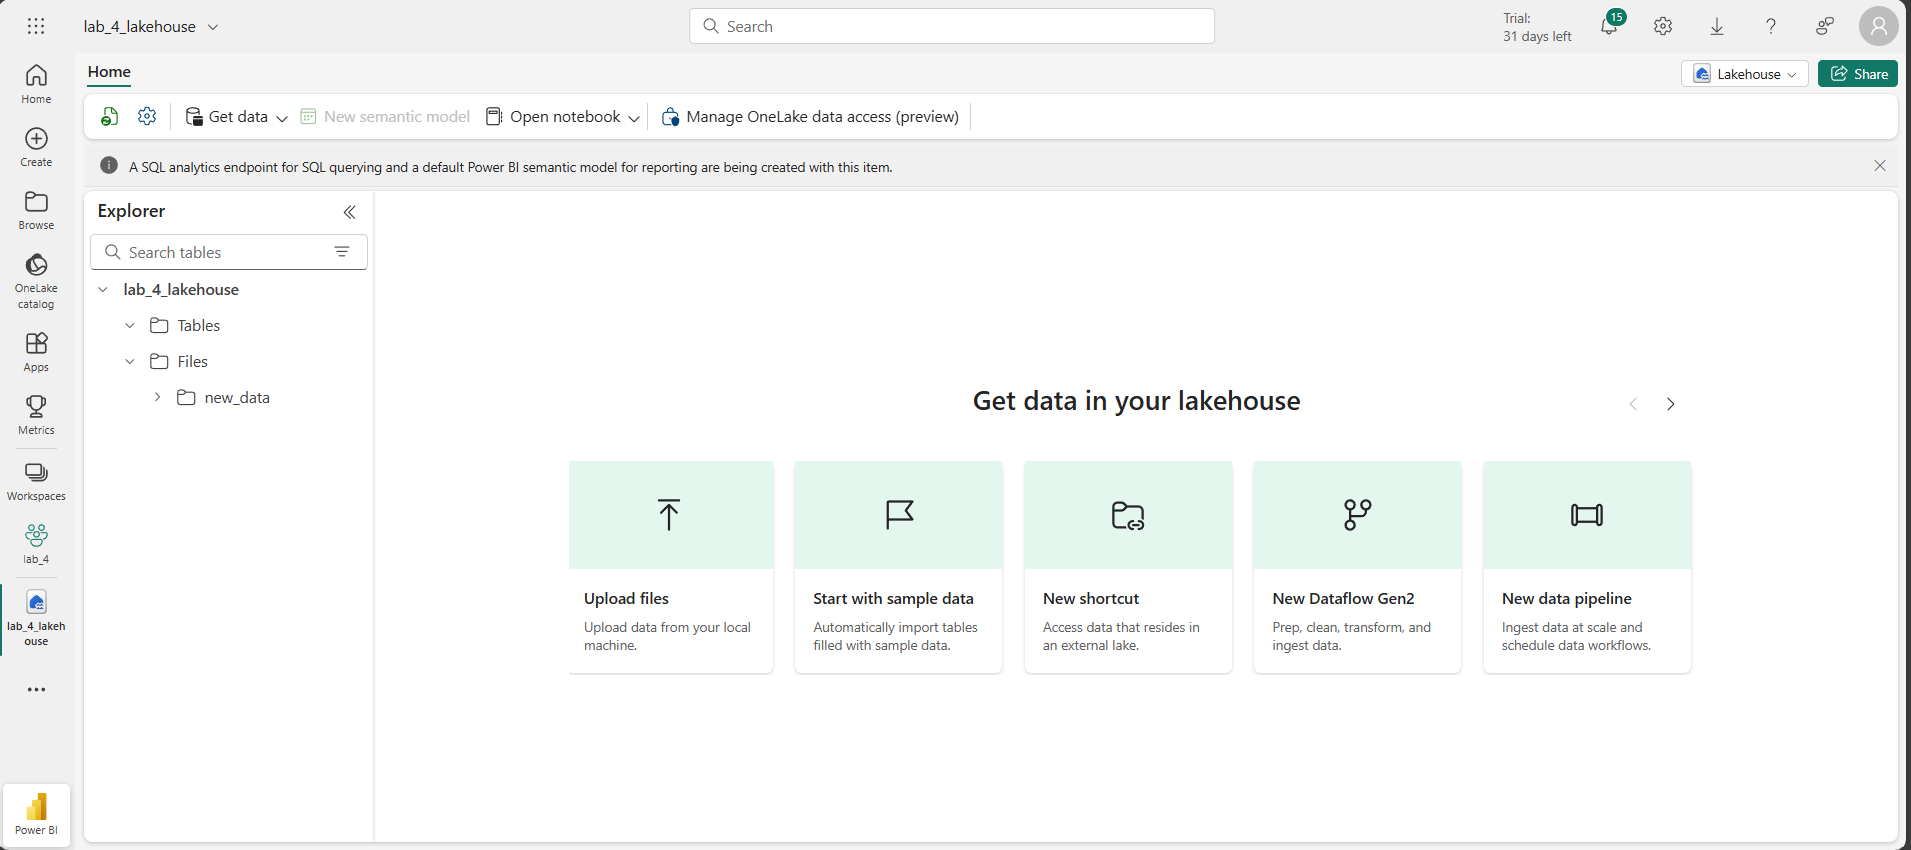 lab_4_lakehouse
Search
Trial:
31 days left
15
Home
Create
Browse
OneLake
catalog
Apps
Metrics
Workspaces
lab_4
lab_4_lakeh
ouse
Power BI
Home
Lakehouse
Share
Get data
New semantic model
Open notebook
Manage OneLake data access (preview)
A SQL analytics endpoint for SQL querying and a default Power BI semantic model for reporting are being created with this item.
Explorer
Search tables
lab_4_lakehouse
Tables
Files
new_data
Get data in your lakehouse
Upload files
Upload data from your local
machine.
Start with sample data
Automatically import tables
filled with sample data.
New shortcut
Access data that resides in
an external lake.
New Dataflow Gen2
Prep, clean, transform, and
ingest data.
New data pipeline
Ingest data at scale and
schedule data workflows.